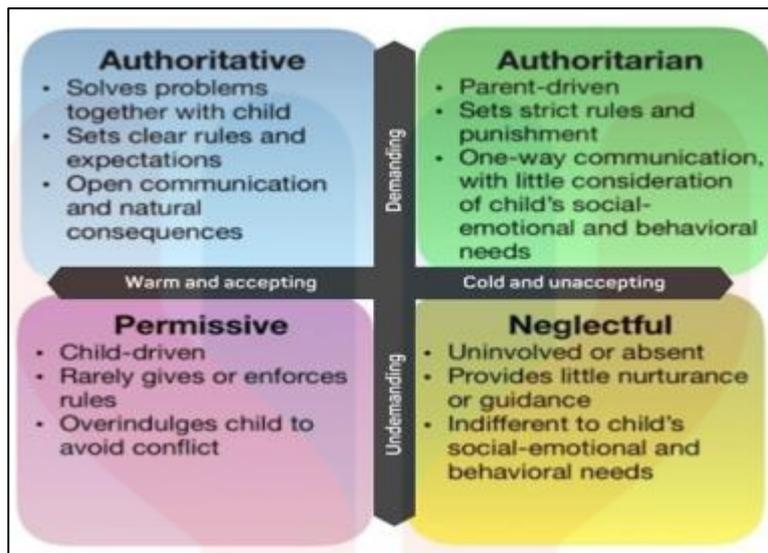 Authoritative
• Solves problems
together with child
• Sets clear rules and
expectations
• Open communication
and natural
consequences
Authoritarian
• Parent-driven
• Sets strict rules and
punishment
• One-way communication,
with little consideration
of child's social-
emotional and behavioral
needs
Demanding
Warm and accepting
Cold and unaccepting
Undemanding
Permissive
• Child-driven
• Rarely gives or enforces
rules
• Overindulges child to
avoid conflict
Neglectful
• Uninvolved or absent
• Provides little nurturance
or guidance
• Indifferent to child's
social-emotional and
behavioral needs